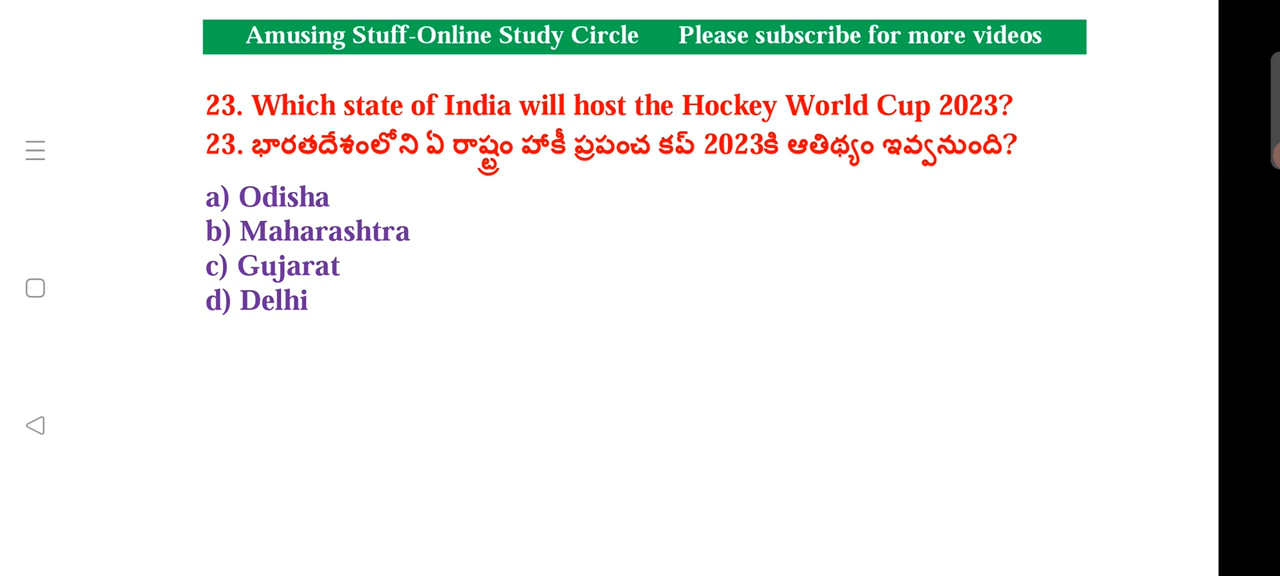 Amusing Stuff-Online Study Circle Please subscribe for more videos
23. Which state of India will host the Hockey World Cup 2023?
23. భారతదేశంలోని ఏ రాష్ట్రం హాకీ ప్రపంచ కప్ 2023కి ఆతిథ్యం ఇవ్వనుంది?
a) Odisha
b) Maharashtra
c) Gujarat
d) Delhi